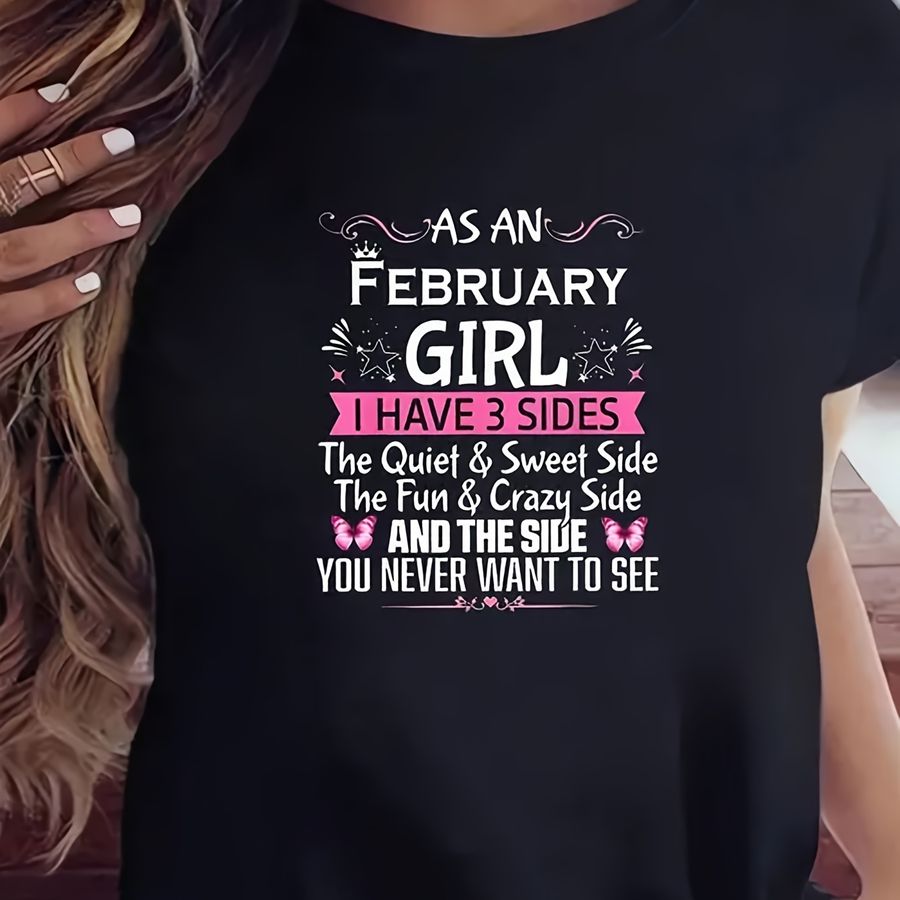 AS AN
FEBRUARY
GIRL
I HAVE 3 SIDES
The Quiet & Sweet Side
The Fun & Crazy Side
AND THE SIDE
YOU NEVER WANT TO SEE